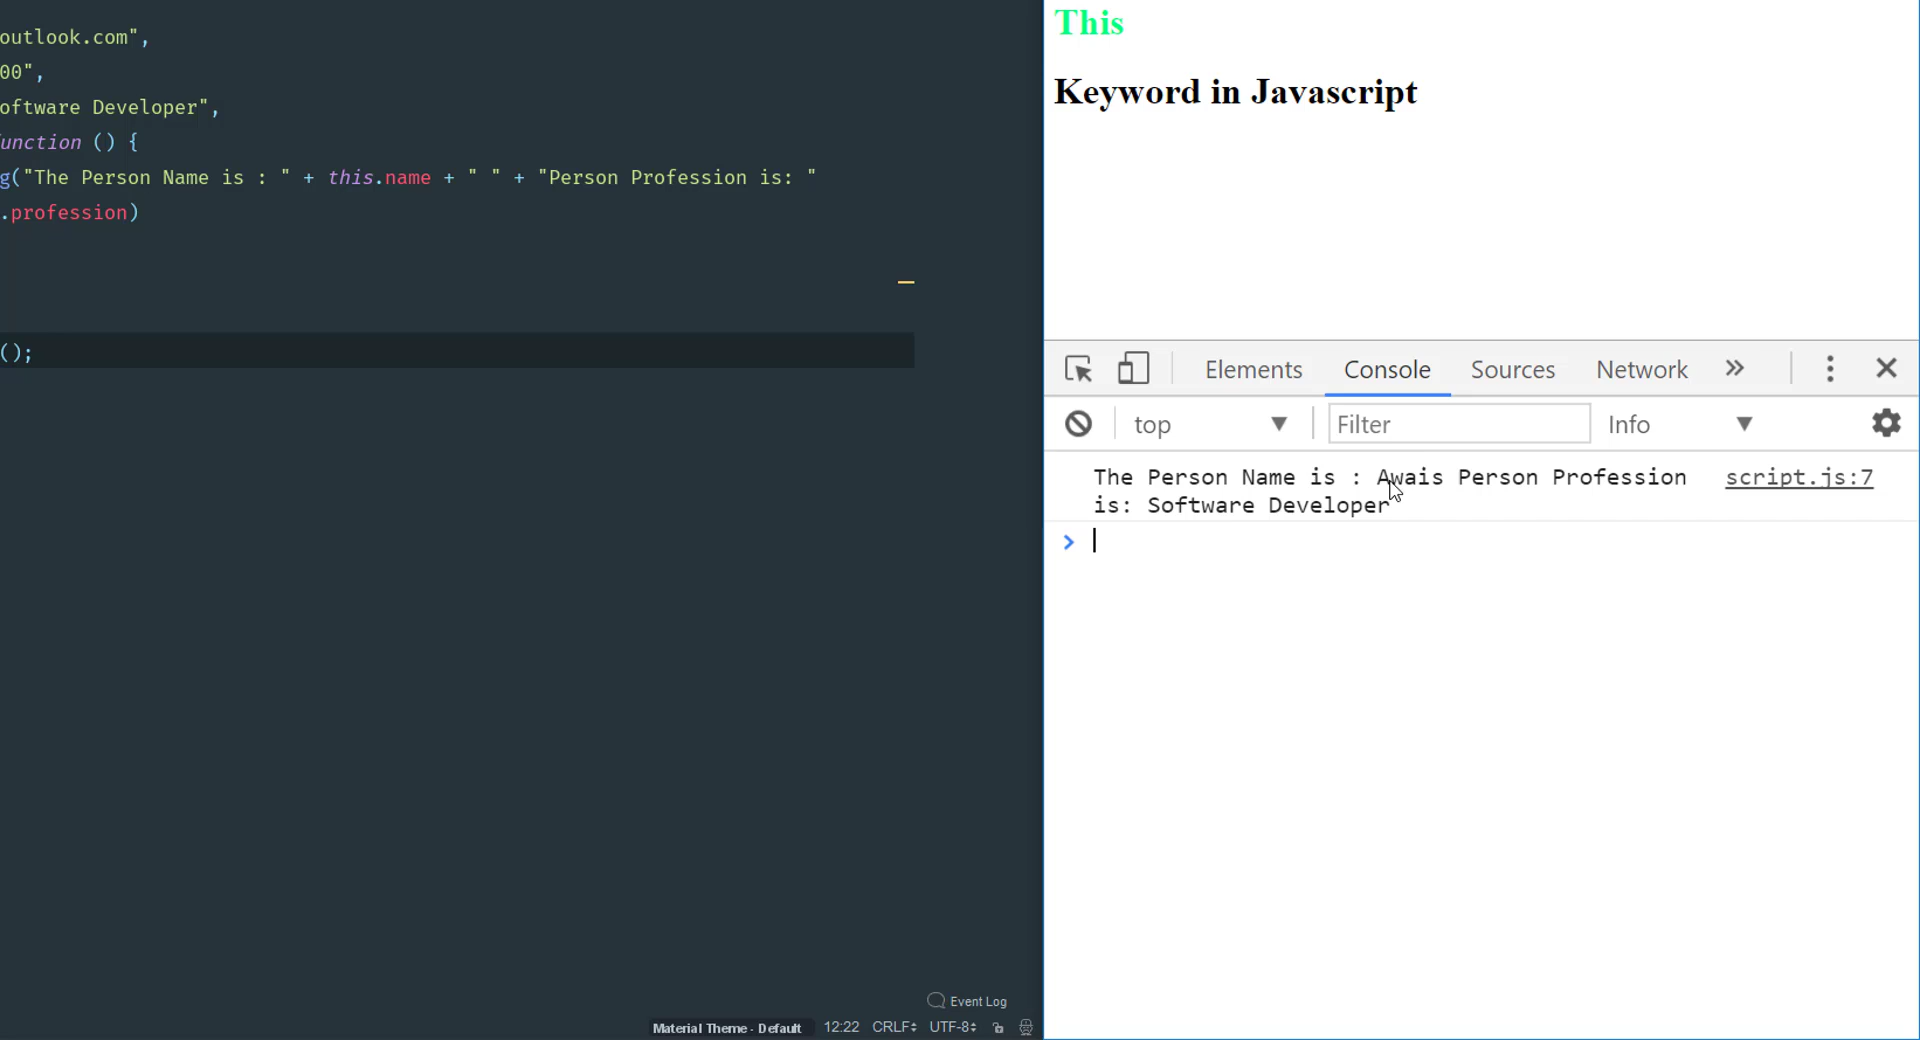 outlook.com",
00",
oftware Developer",
unction () {
g("The Person Name is : " + this.name + " " + "Person Profession is: "
.profession)
();
Event Log
Material Theme - Default 12:22 CRLF UTF-8
This
Keyword in Javascript
Elements Console Sources Network »
top Filter Info
The Person Name is : Awais Person Profession script.js:7
is: Software Developer
>